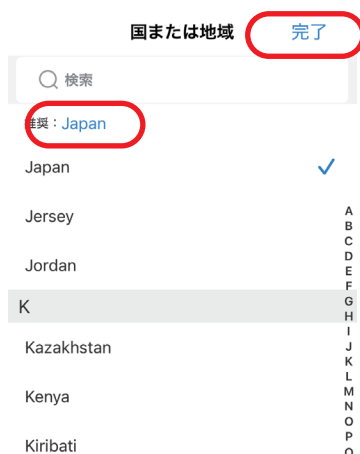 国または地域 完了
検索
推奨：Japan
Japan
Jersey
A
B
Jordan
C
D
E
F
K
G
H
I
Kazakhstan
J
K
L
Kenya
M
N
O
Kiribati
P
Q